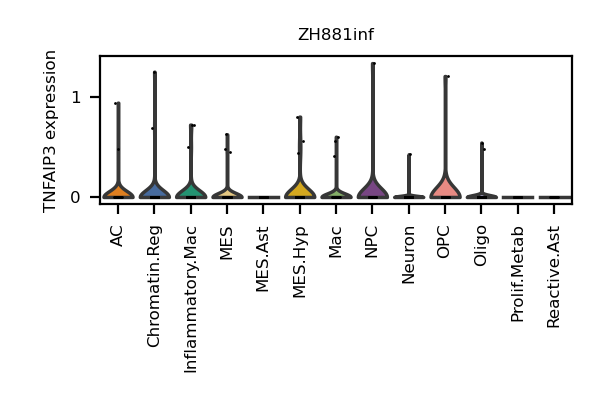 ZH881inf
TNFAIP3 expression
1
0
AC
Chromatin.Reg
Inflammatory.Mac
MES
MES.Ast
MES.Hyp
Mac
NPC
Neuron
OPC
Oligo
Prolif.Metab
Reactive.Ast